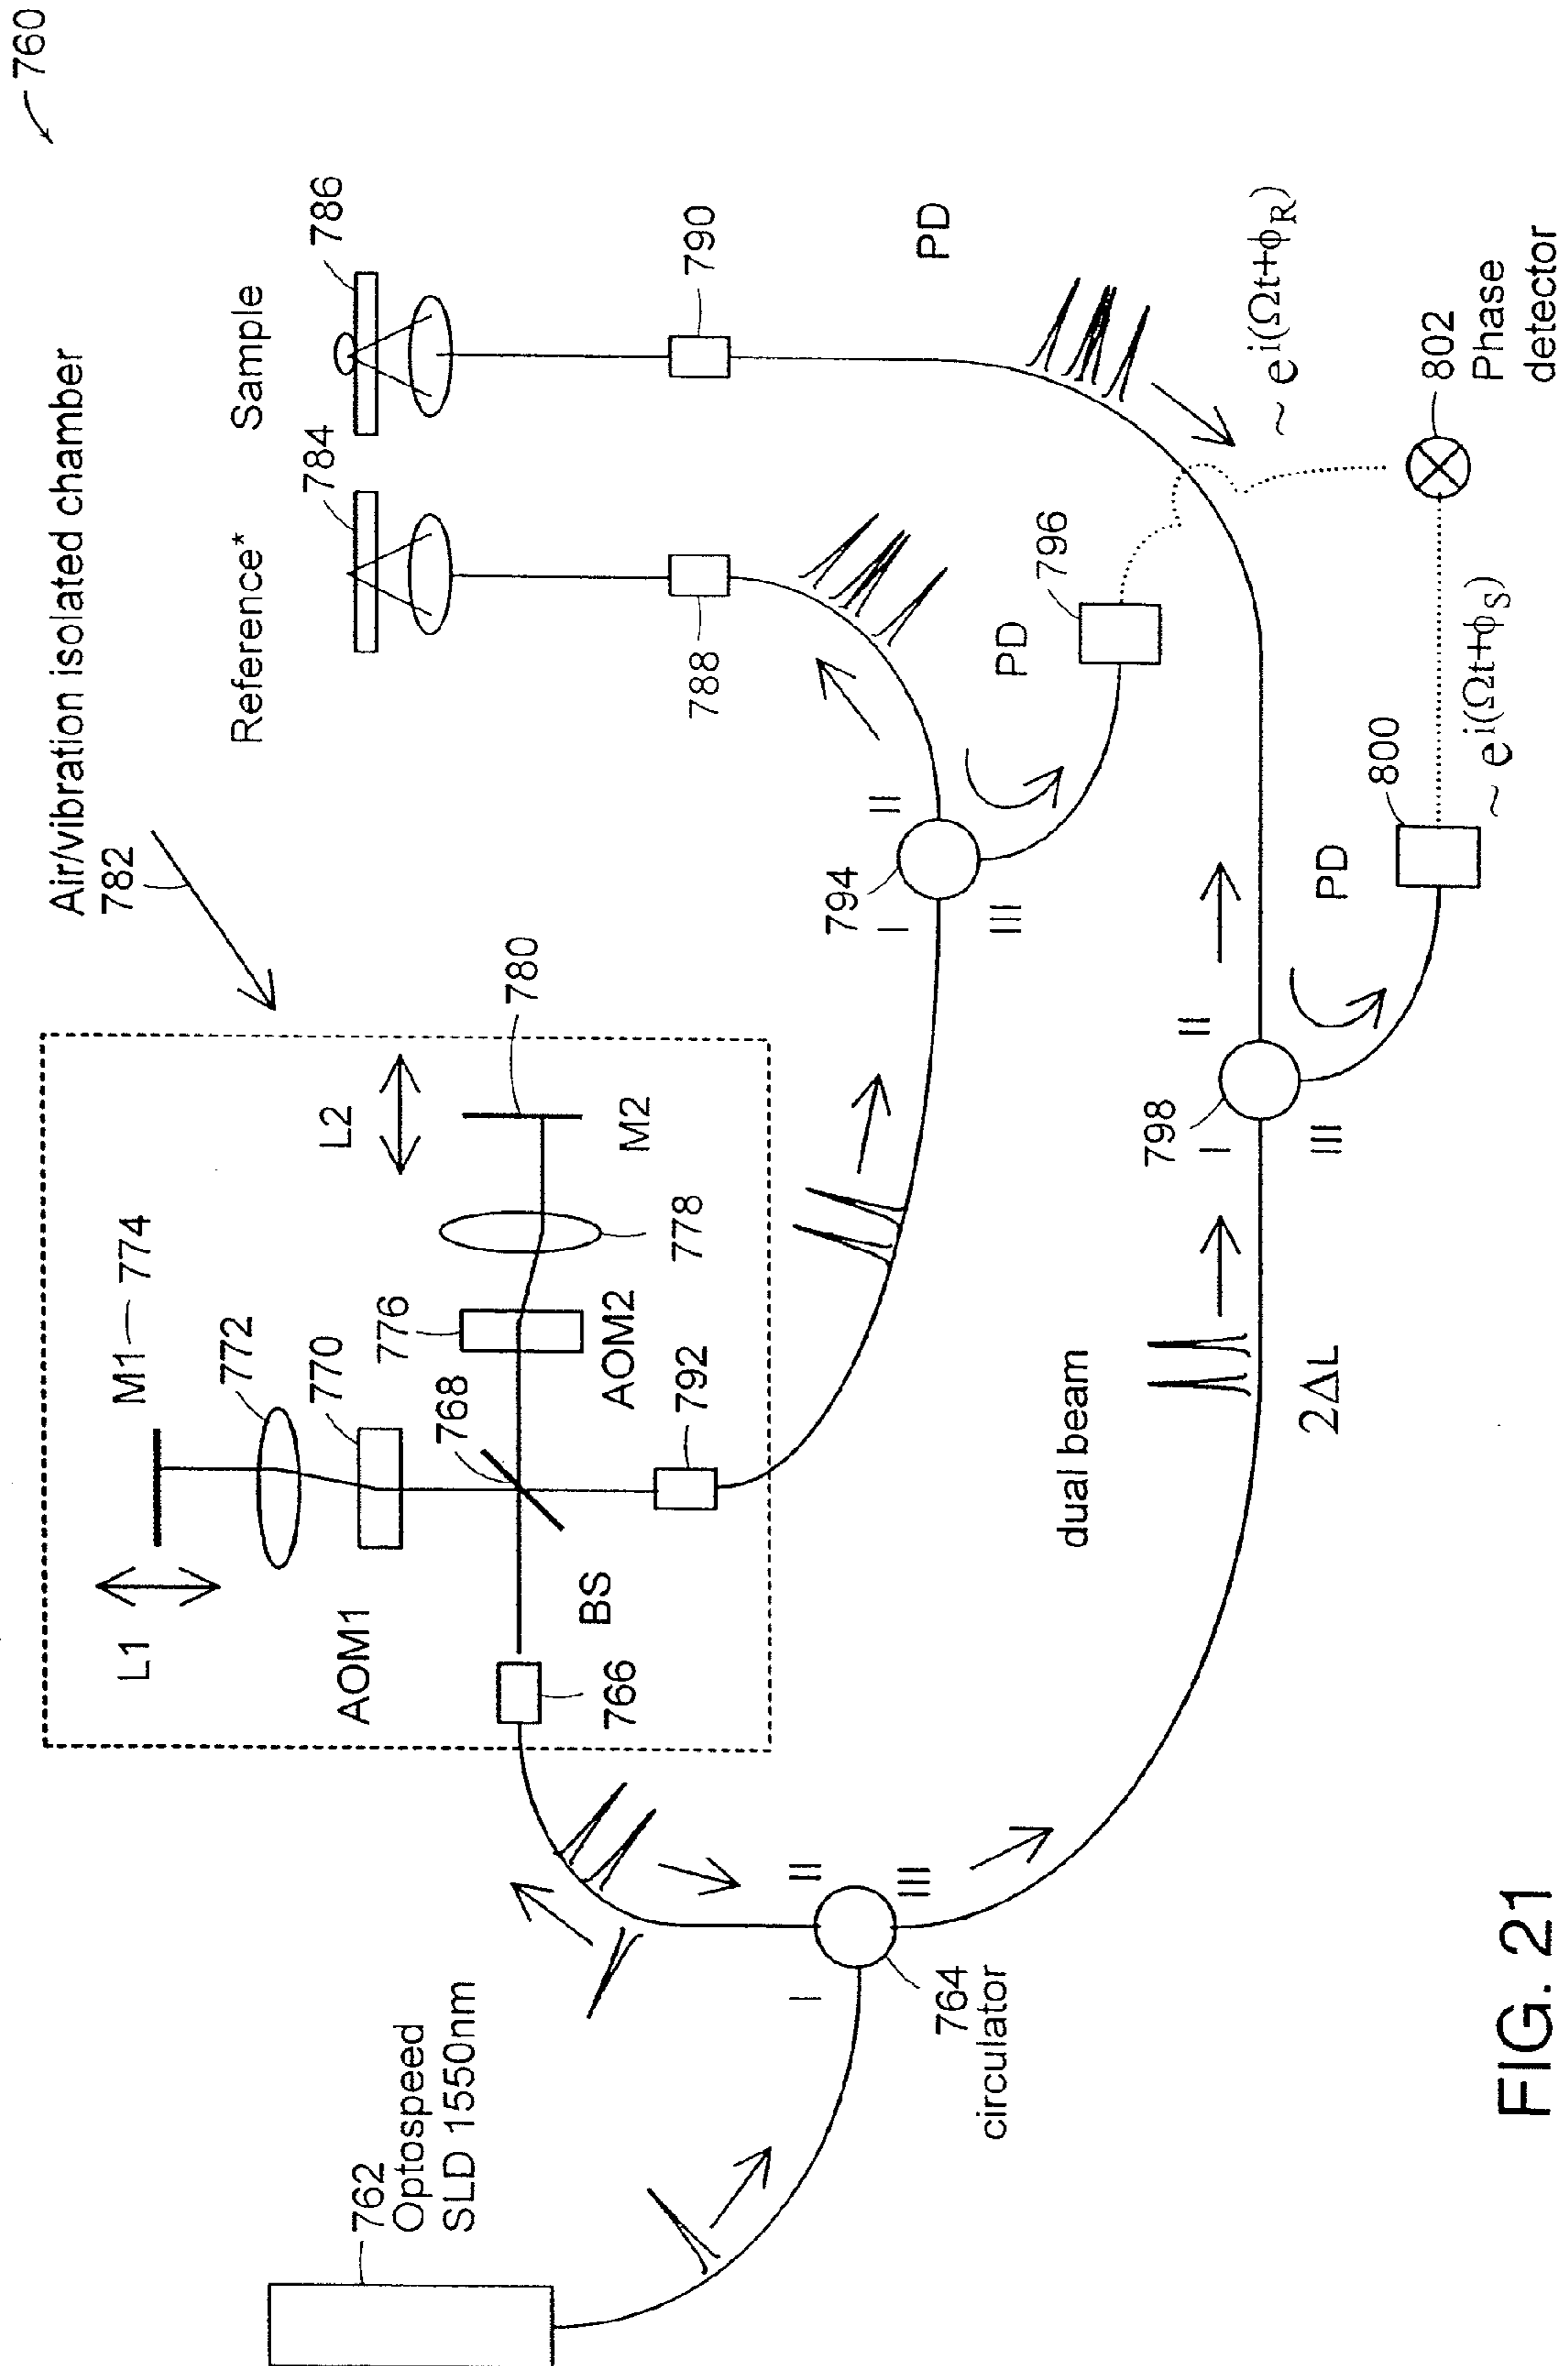 760
Air/vibration isolated chamber
782
Reference*
Sample
784
786
788
790
M1
774
L1
772
770
AOM1
L2
780
M2
778
776
AOM2
768
BS
766
792
762
Optospeed
SLD 1550nm
I
II
III
764
circulator
794
I
II
III
PD
796
PD
dual beam
2ΔL
798
I
II
III
PD
800
~ e^i(Ωt+ϕ_S)
~ e^i(Ωt+ϕ_R)
802
Phase
detector
FIG. 21